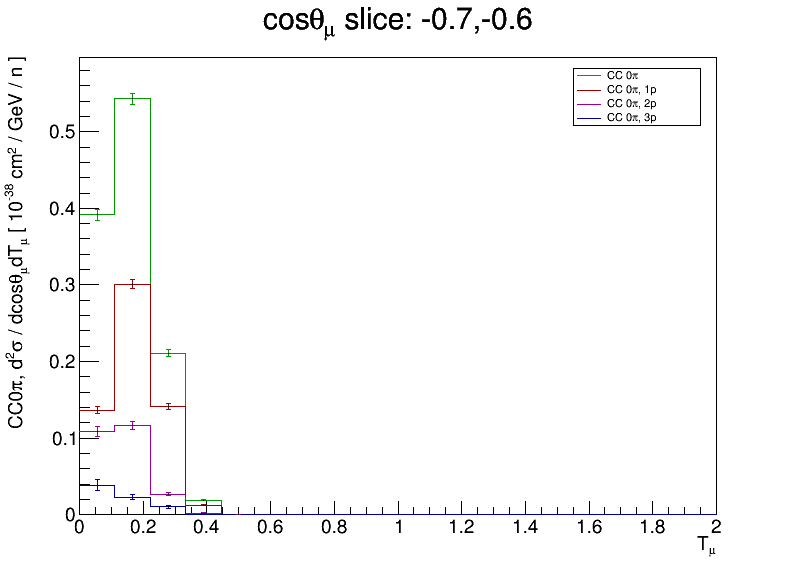 cosθμ slice: -0.7,-0.6
CC0π, d²σ / dcosθμdTμ [ 10⁻³⁸ cm² / GeV / n ]
CC 0π
CC 0π, 1p
CC 0π, 2p
CC 0π, 3p
0.5
0.4
0.3
0.2
0.1
0
0 0.2 0.4 0.6 0.8 1 1.2 1.4 1.6 1.8 2
Tμ